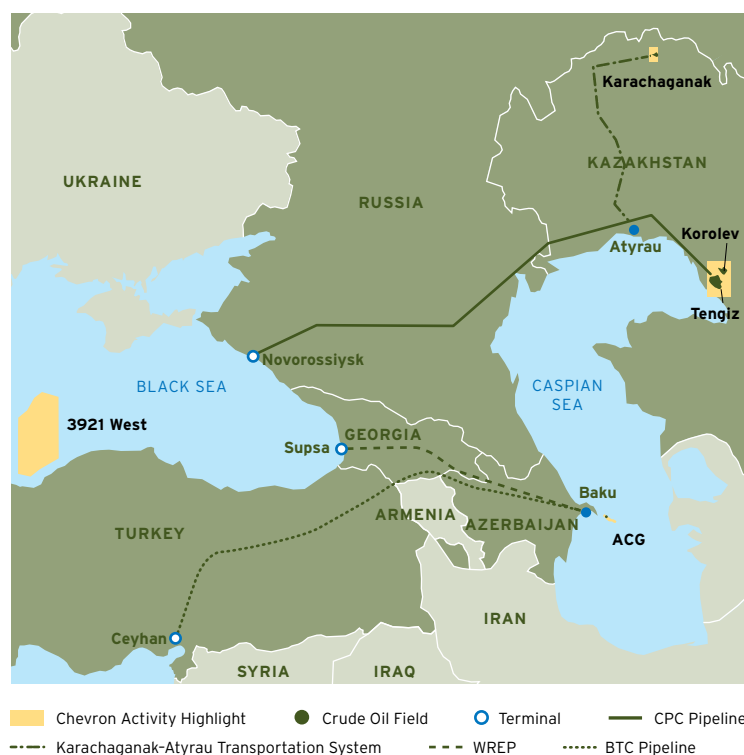 Karachaganak
KAZAKHSTAN
UKRAINE
RUSSIA
Korolev
Atyrau
Tengiz
Novorossiysk
BLACK SEA
CASPIAN
SEA
3921 West
GEORGIA
Supsa
Baku
ARMENIA
AZERBAIJAN
TURKEY
ACG
IRAN
Ceyhan
SYRIA
IRAQ
Chevron Activity Highlight
Crude Oil Field
Terminal
CPC Pipeline
Karachaganak–Atyrau Transportation System
WREP
BTC Pipeline